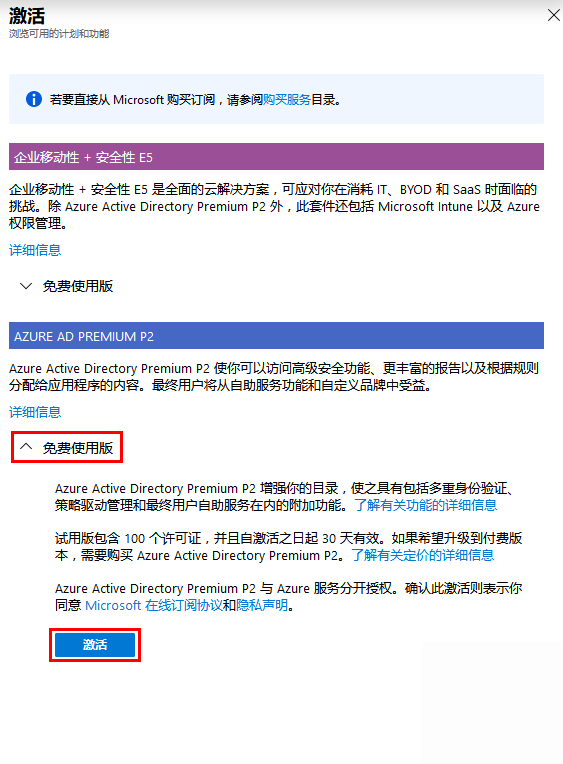 激活
浏览可用的计划和功能
若要直接从 Microsoft 购买订阅，请参阅购买服务目录。
企业移动性 + 安全性 E5
企业移动性 + 安全性 E5 是全面的云解决方案，可应对你在消耗 IT、BYOD 和 SaaS 时面临的
挑战。除 Azure Active Directory Premium P2 外，此套件还包括 Microsoft Intune 以及 Azure
权限管理。
详细信息
免费使用版
AZURE AD PREMIUM P2
Azure Active Directory Premium P2 使你可以访问高级安全功能、更丰富的报告以及根据规则
分配给应用程序的内容。最终用户将从自助服务功能和自定义品牌中受益。
详细信息
免费使用版
Azure Active Directory Premium P2 增强你的目录，使之具有包括多重身份验证、
策略驱动管理和最终用户自助服务在内的附加功能。了解有关功能的详细信息
试用版包含 100 个许可证，并且自激活之日起 30 天有效。如果希望升级到付费版
本，需要购买 Azure Active Directory Premium P2。了解有关定价的详细信息
Azure Active Directory Premium P2 与 Azure 服务分开授权。确认此激活则表示你
同意 Microsoft 在线订阅协议和隐私声明。
激活